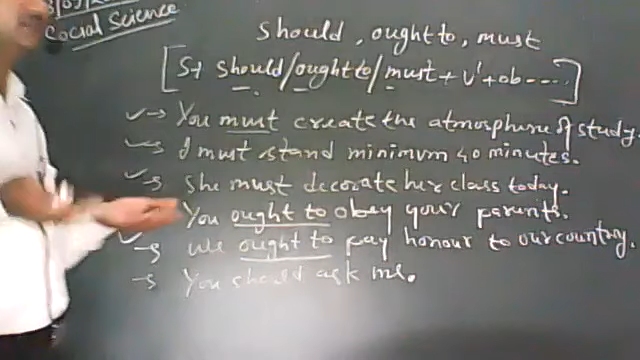 Social Science
Should, ought to, must
[S+ should/ought to/must + V¹ + ob .....]
→ You must create the atmosphere of study.
→ I must stand minimum 40 minutes.
→ She must decorate her class today.
You ought to obey your parents.
→ We ought to pay honour to our country.
→ You should ask me.